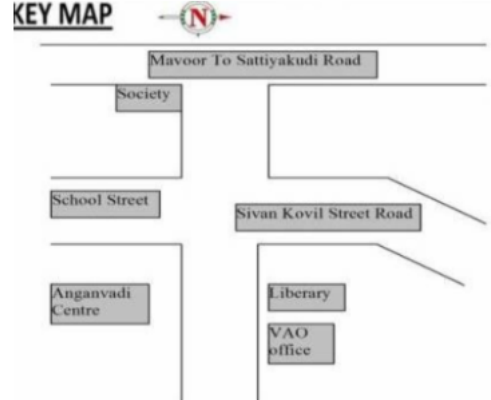 KEY MAP
N
Mavoor To Sattiyakudi Road
Society
School Street
Sivan Kovil Street Road
Anganvadi
Centre
Liberary
VAO
office